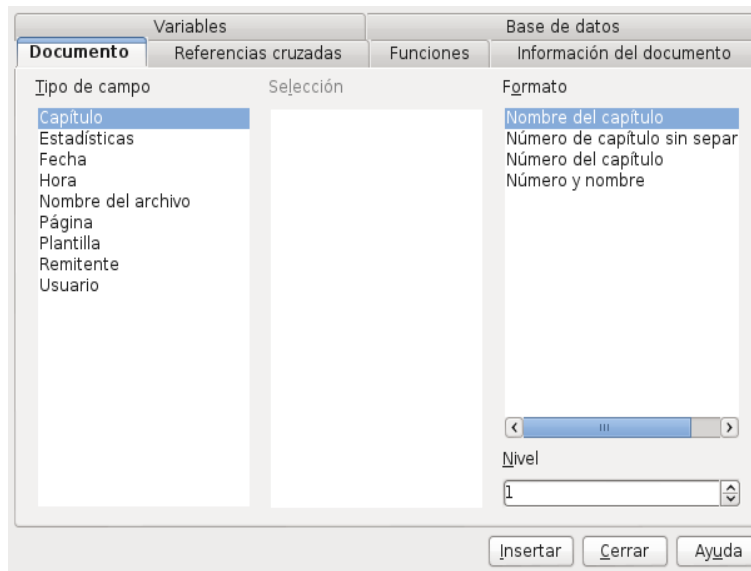 Variables Base de datos
Documento Referencias cruzadas Funciones Información del documento
Tipo de campo Selección Formato
Capítulo
Estadísticas
Fecha
Hora
Nombre del archivo
Página
Plantilla
Remitente
Usuario
Nombre del capítulo
Número de capítulo sin separ
Número del capítulo
Número y nombre
Nivel
1
Insertar Cerrar Ayuda